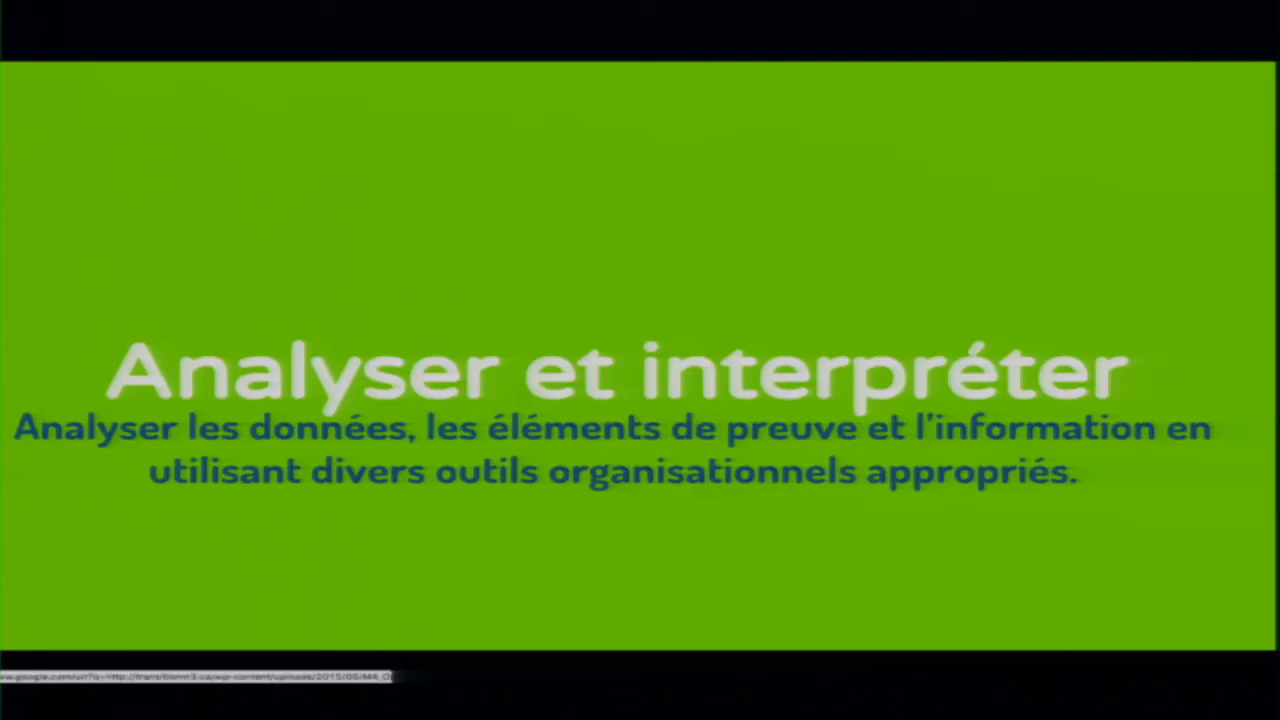 Analyser et interpréter
Analyser les données, les éléments de preuve et l'information en
utilisant divers outils organisationnels appropriés.